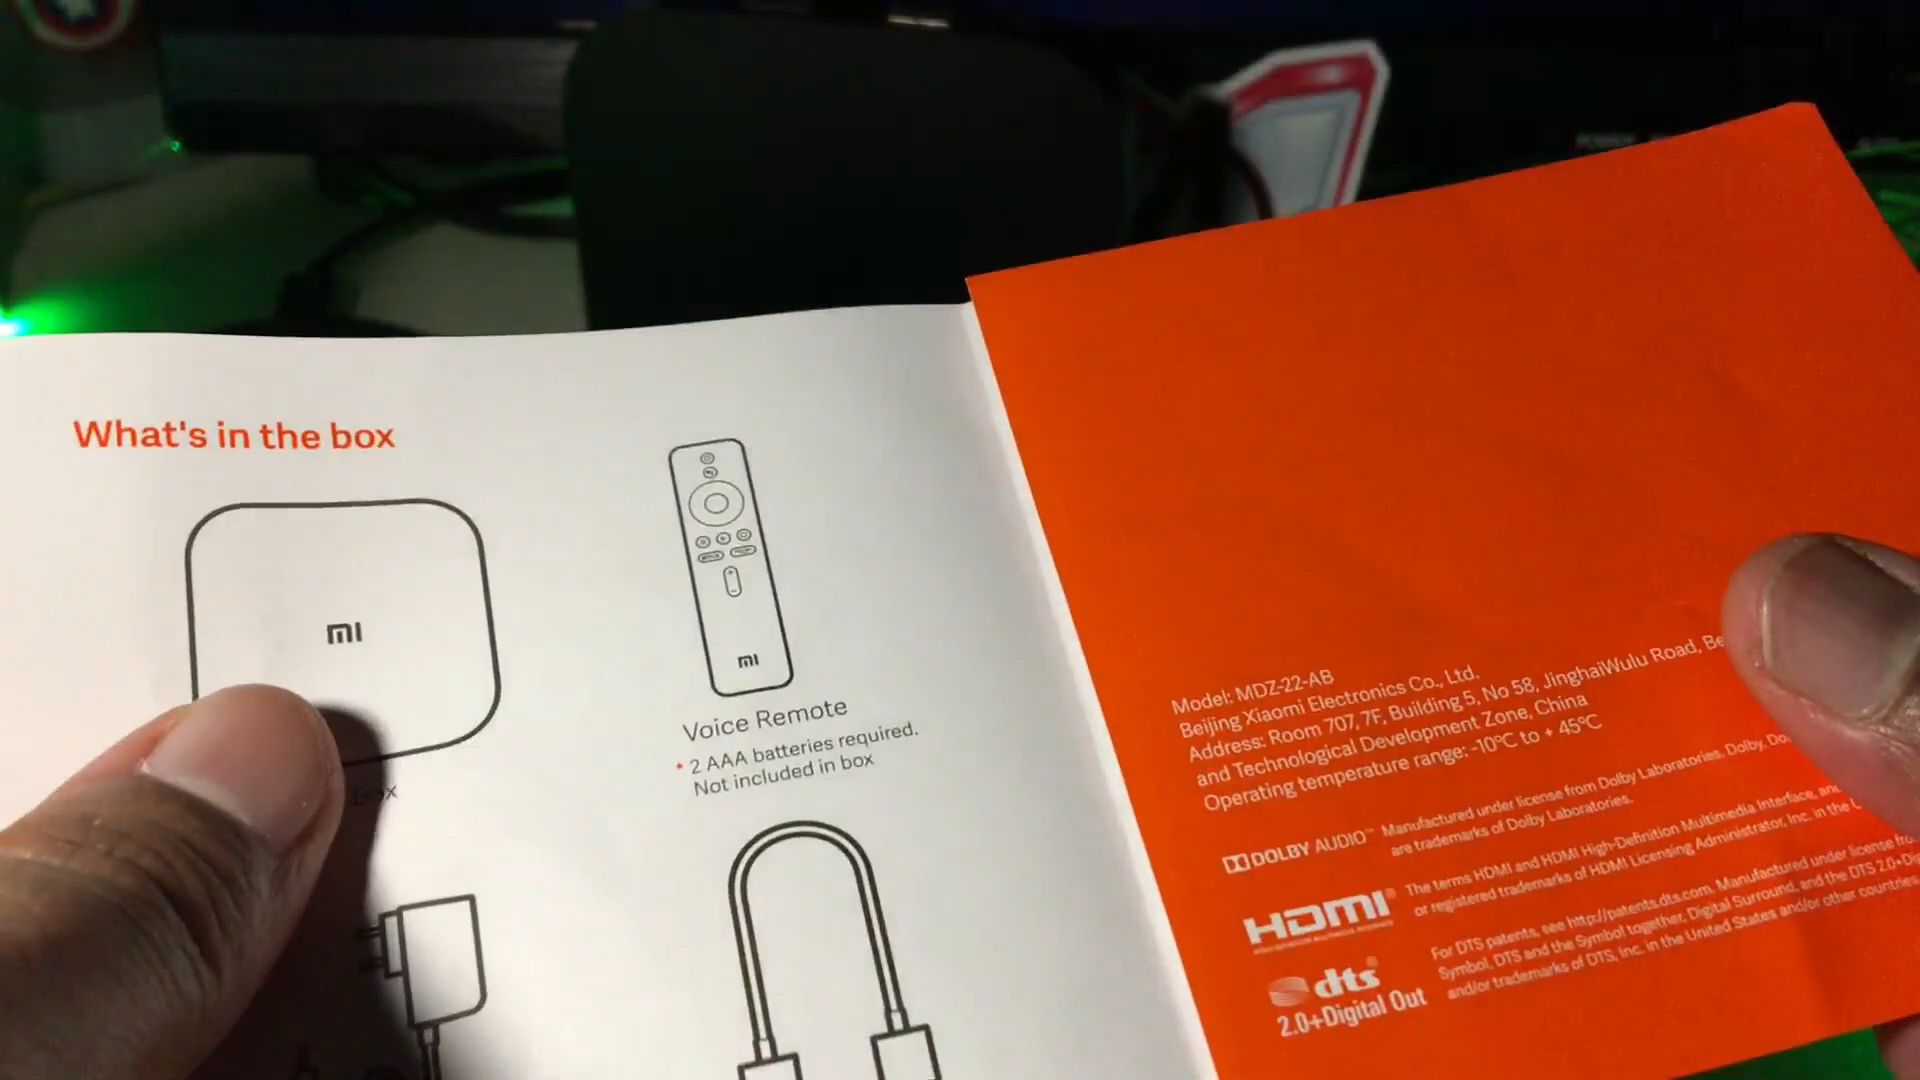 What's in the box
mi
mi
Voice Remote
* 2 AAA batteries required.
Not included in box
Box
Model: MDZ-22-AB
Beijing Xiaomi Electronics Co., Ltd.
Address: Room 707, 7F, Building 5, No 58, JinghaiWulu Road, Be
and Technological Development Zone, China
Operating temperature range: -10°C to + 45°C
DOLBY AUDIO™
Manufactured under license from Dolby Laboratories. Dolby, Do
are trademarks of Dolby Laboratories.
HDMI®
The terms HDMI and HDMI High-Definition Multimedia Interface, and
or registered trademarks of HDMI Licensing Administrator, Inc. in the U
dts®
2.0+Digital Out
For DTS patents, see http://patents.dts.com. Manufactured under license fro
Symbol, DTS and the Symbol together, Digital Surround, and the DTS 2.0+Di
and/or trademarks of DTS, Inc. in the United States and/or other countries.